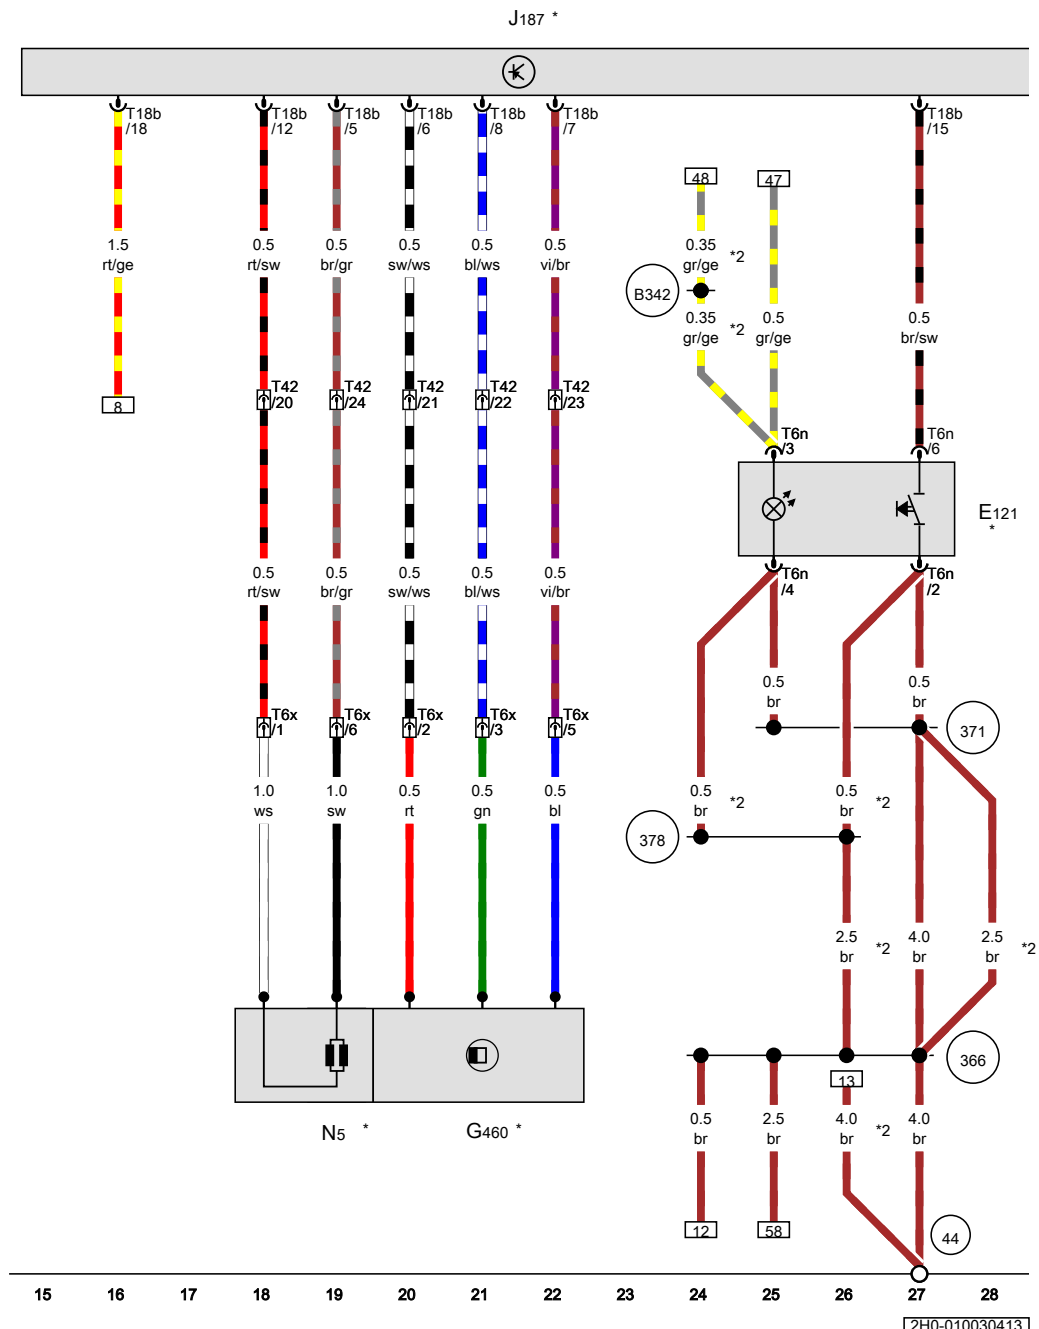 J187 *
T18b T18b T18b T18b T18b T18b T18b
/18 /12 /5 /6 /8 /7 /15
48 47
1.5 0.5 0.5 0.5 0.5 0.5 0.35 *2
rt/ge rt/sw br/gr sw/ws bl/ws vi/br gr/ge
B342
0.35 *2 0.5 0.5
gr/ge gr/ge br/sw
T42 T42 T42 T42 T42
8 /20 /24 /21 /22 /23
T6n T6n
/3 /6
E121
*
0.5 0.5 0.5 0.5 0.5 T6n T6n
rt/sw br/gr sw/ws bl/ws vi/br /4 /2
0.5 0.5
br br
T6x T6x T6x T6x T6x
/1 /6 /2 /3 /5 371
1.0 1.0 0.5 0.5 0.5 0.5 *2 0.5 *2
ws sw rt gn bl br br
378
2.5 *2 4.0 2.5 *2
br br br
366
13
0.5 2.5 4.0 *2 4.0
br br br br
N5 * G460 *
12 58 44
15 16 17 18 19 20 21 22 23 24 25 26 27 28
2H0-010030413